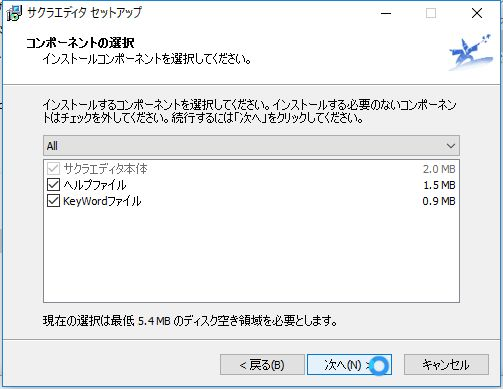 サクラエディタ セットアップ
コンポーネントの選択
インストールコンポーネントを選択してください。
インストールするコンポーネントを選択してください。インストールする必要のないコンポーネン
トはチェックを外してください。続行するには「次へ」をクリックしてください。
All
サクラエディタ本体 2.0 MB
ヘルプファイル 1.5 MB
KeyWordファイル 0.9 MB
現在の選択は最低 5.4 MB のディスク空き領域を必要とします。
< 戻る(B) 次へ(N) > キャンセル